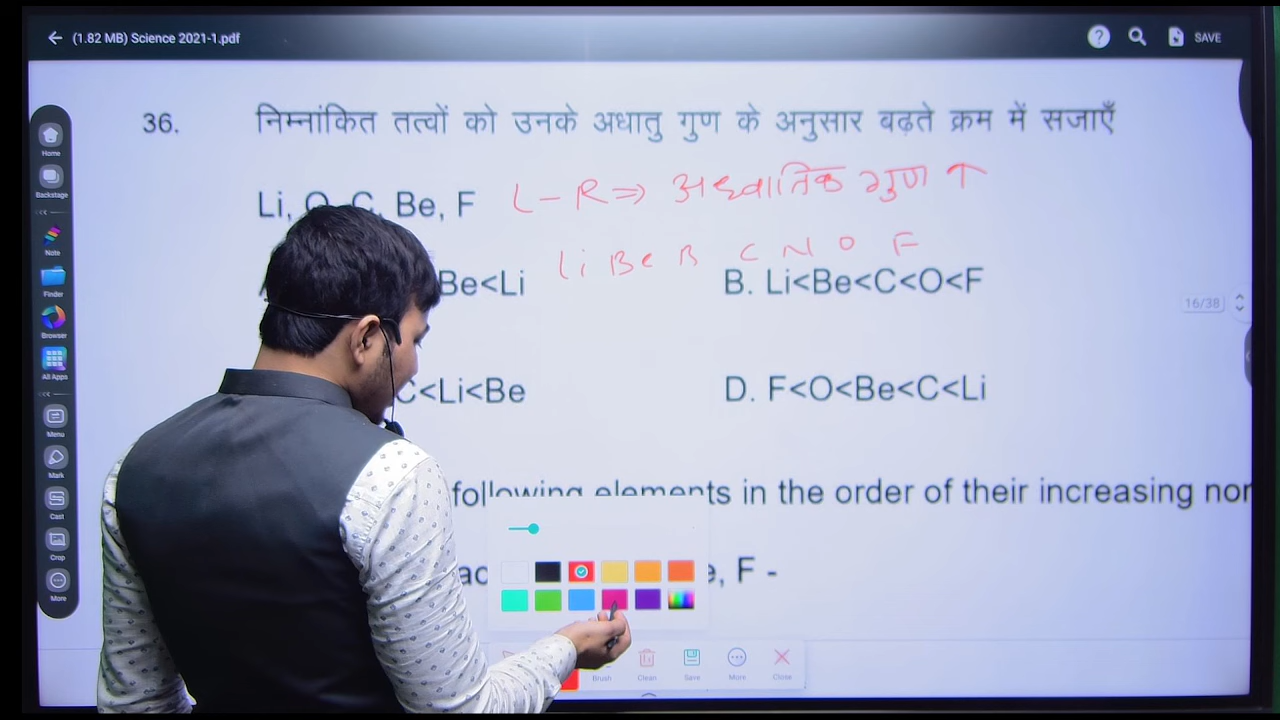 (1.82 MB) Science 2021-1.pdf
SAVE
Home
Backstage
Note
Finder
Browser
All Apps
Menu
Mark
Cast
Crop
More
36. निम्नांकित तत्वों को उनके अधातु गुण के अनुसार बढ़ते क्रम में सजाएँ
Li, O, C, Be, F
L - R ⇒ अधात्विक गुण ↑
Li Be B C N O F
Be<Li
B. Li<Be<C<O<F
16/38
C<Li<Be
D. F<O<Be<C<Li
following elements in the order of their increasing
F -
Brush
Clean
Save
More
Close